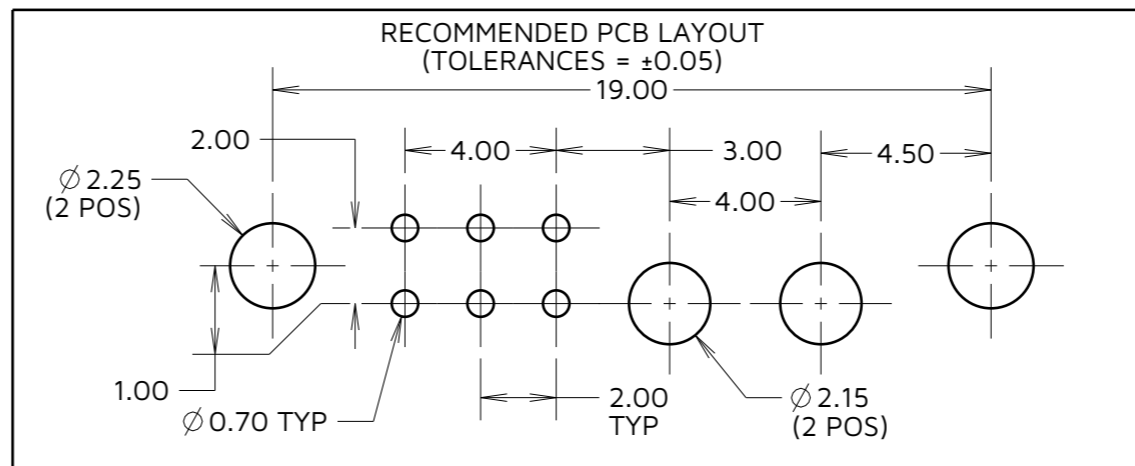 RECOMMENDED PCB LAYOUT
(TOLERANCES = ±0.05)
19.00
2.00
4.00
3.00
4.50
∅ 2.25
(2 POS)
4.00
1.00
∅ 0.70 TYP
2.00
TYP
∅ 2.15
(2 POS)